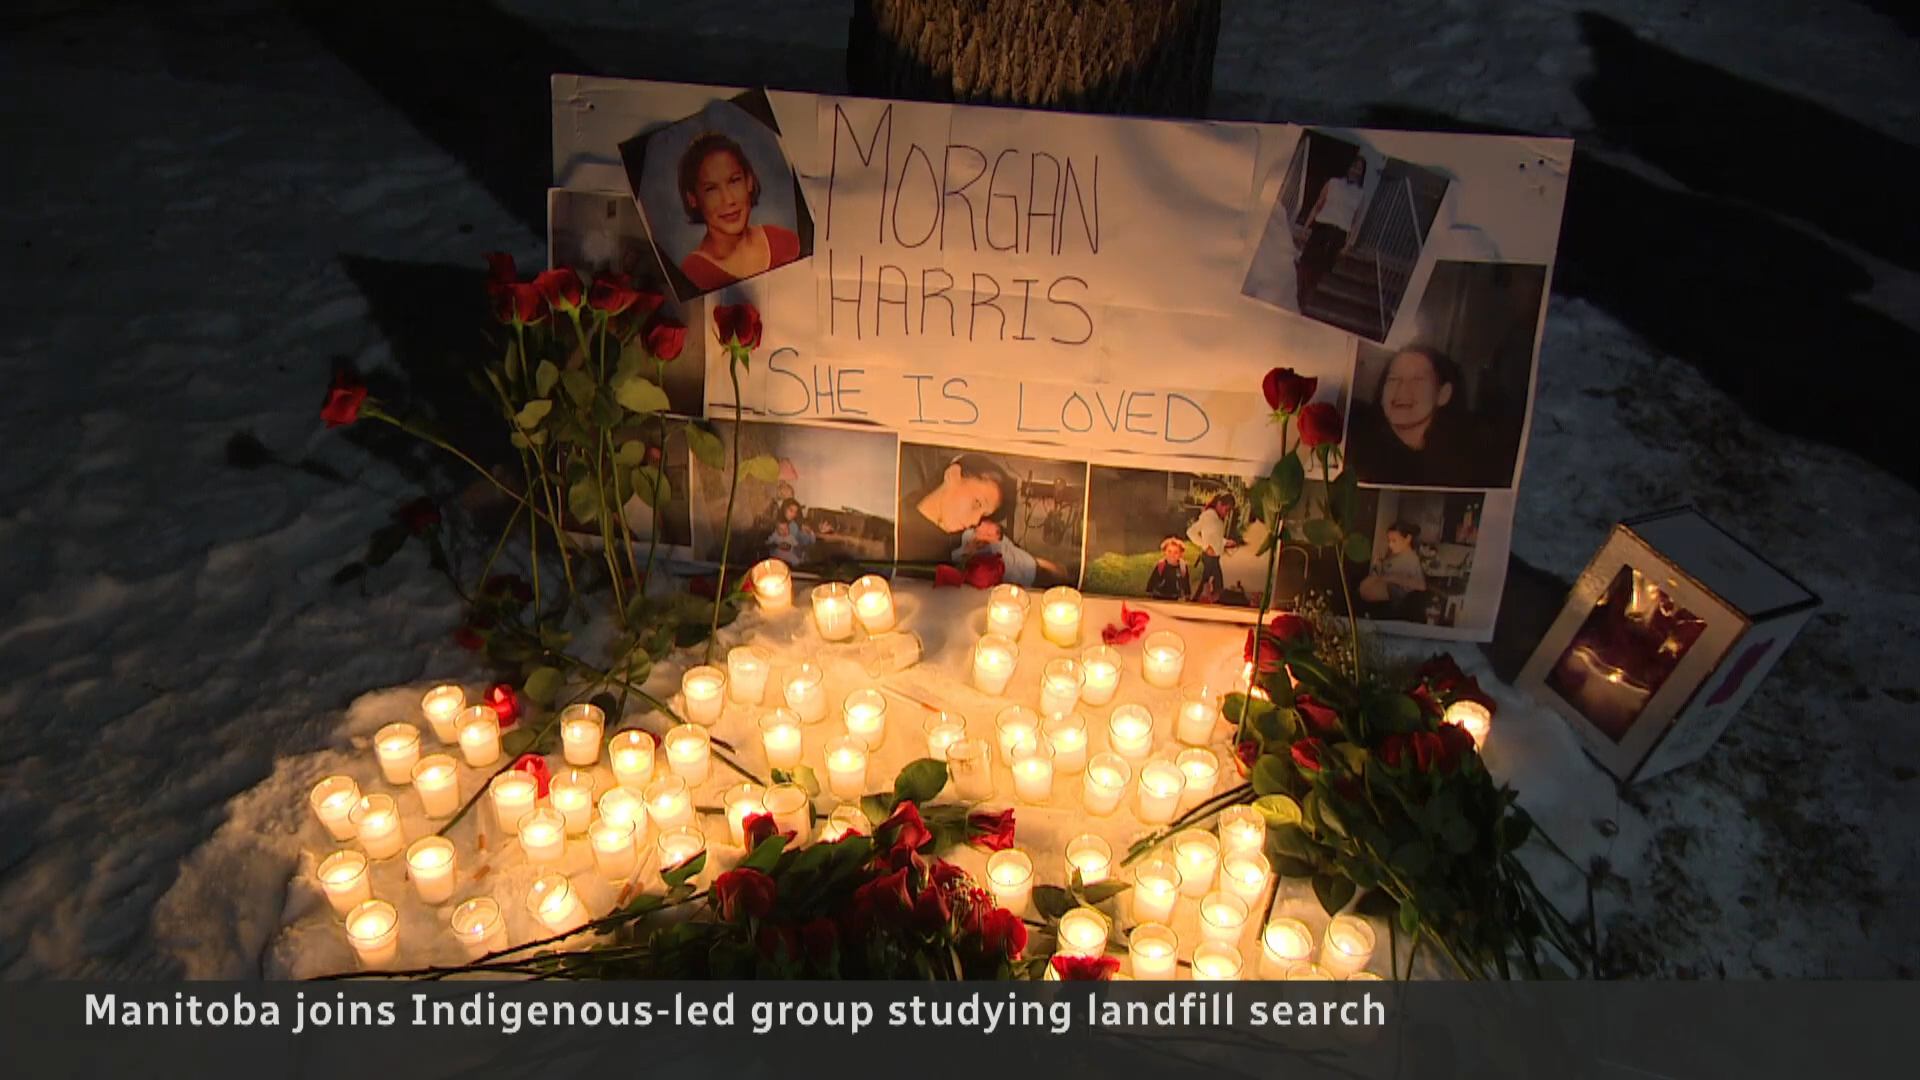 MORGAN
HARRIS
SHE IS LOVED
Manitoba joins Indigenous-led group studying landfill search